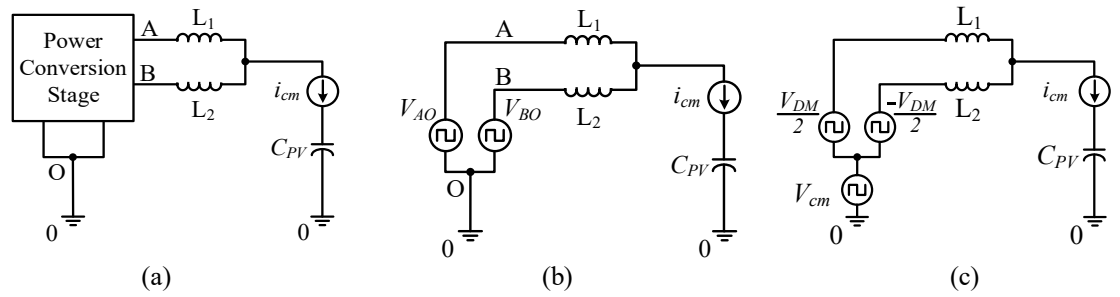 Power
Conversion
Stage
A
B
L1
L2
icm
CPV
O
0
(a)
A
B
L1
L2
VAO
VBO
icm
CPV
O
0
0
(b)
L1
L2
VDM
2
-VDM
2
Vcm
icm
CPV
0
0
(c)